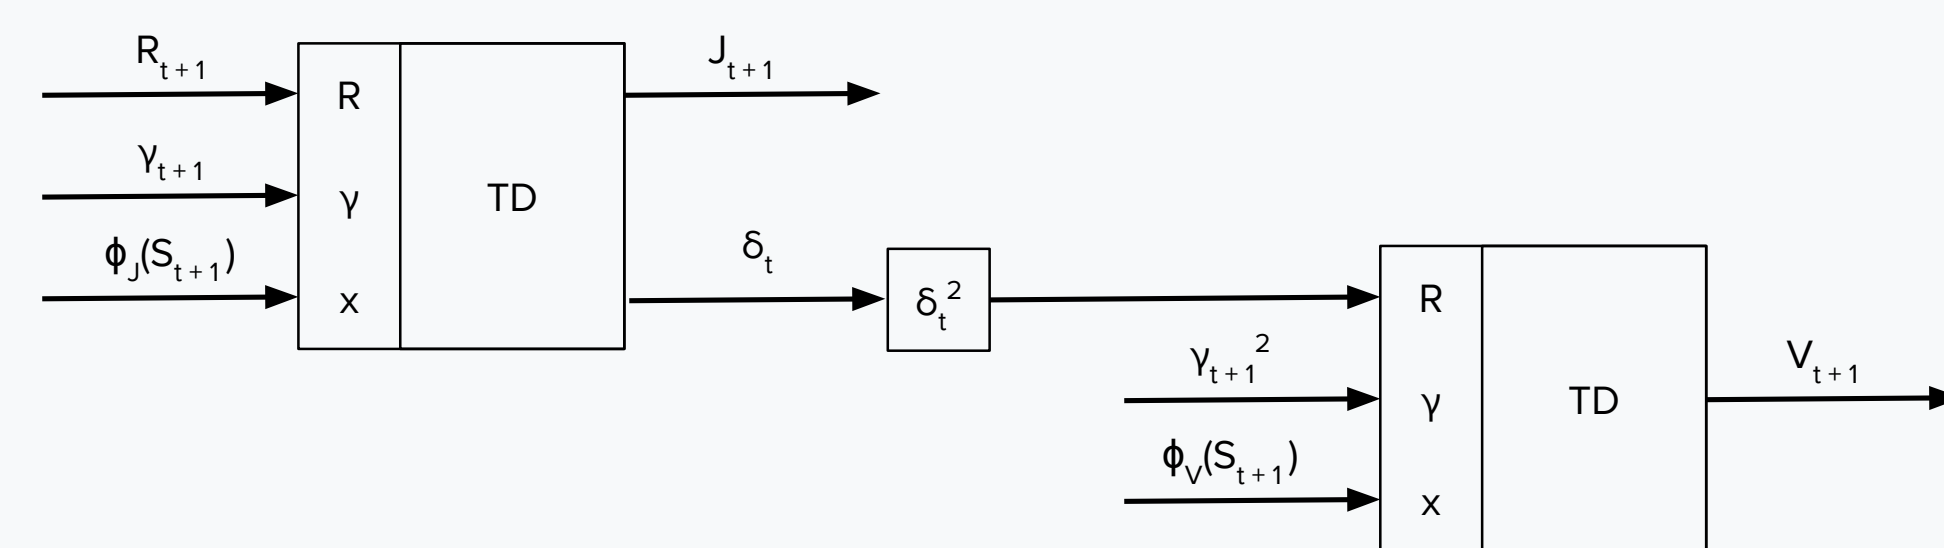 R_{t + 1}
J_{t + 1}
R
γ_{t + 1}
γ
TD
ϕ_J(S_{t + 1})
x
δ_t
δ_t^2
R
γ_{t + 1}^2
γ
TD
V_{t + 1}
ϕ_V(S_{t + 1})
x